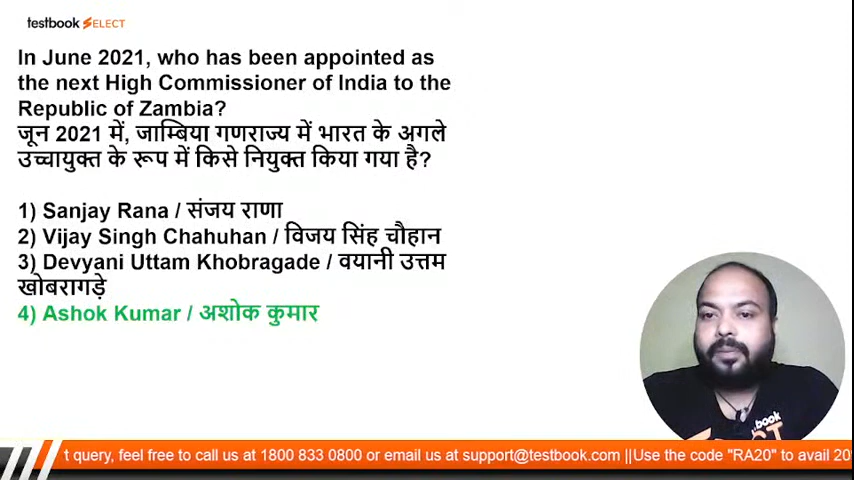 testbook SELECT
In June 2021, who has been appointed as
the next High Commissioner of India to the
Republic of Zambia?
जून 2021 में, जाम्बिया गणराज्य में भारत के अगले
उच्चायुक्त के रूप में किसे नियुक्त किया गया है?
1) Sanjay Rana / संजय राणा
2) Vijay Singh Chahuhan / विजय सिंह चौहान
3) Devyani Uttam Khobragade / वयानी उत्तम
खोबरागड़े
4) Ashok Kumar / अशोक कुमार
t query, feel free to call us at 1800 833 0800 or email us at support@testbook.com ||Use the code "RA20" to avail 20